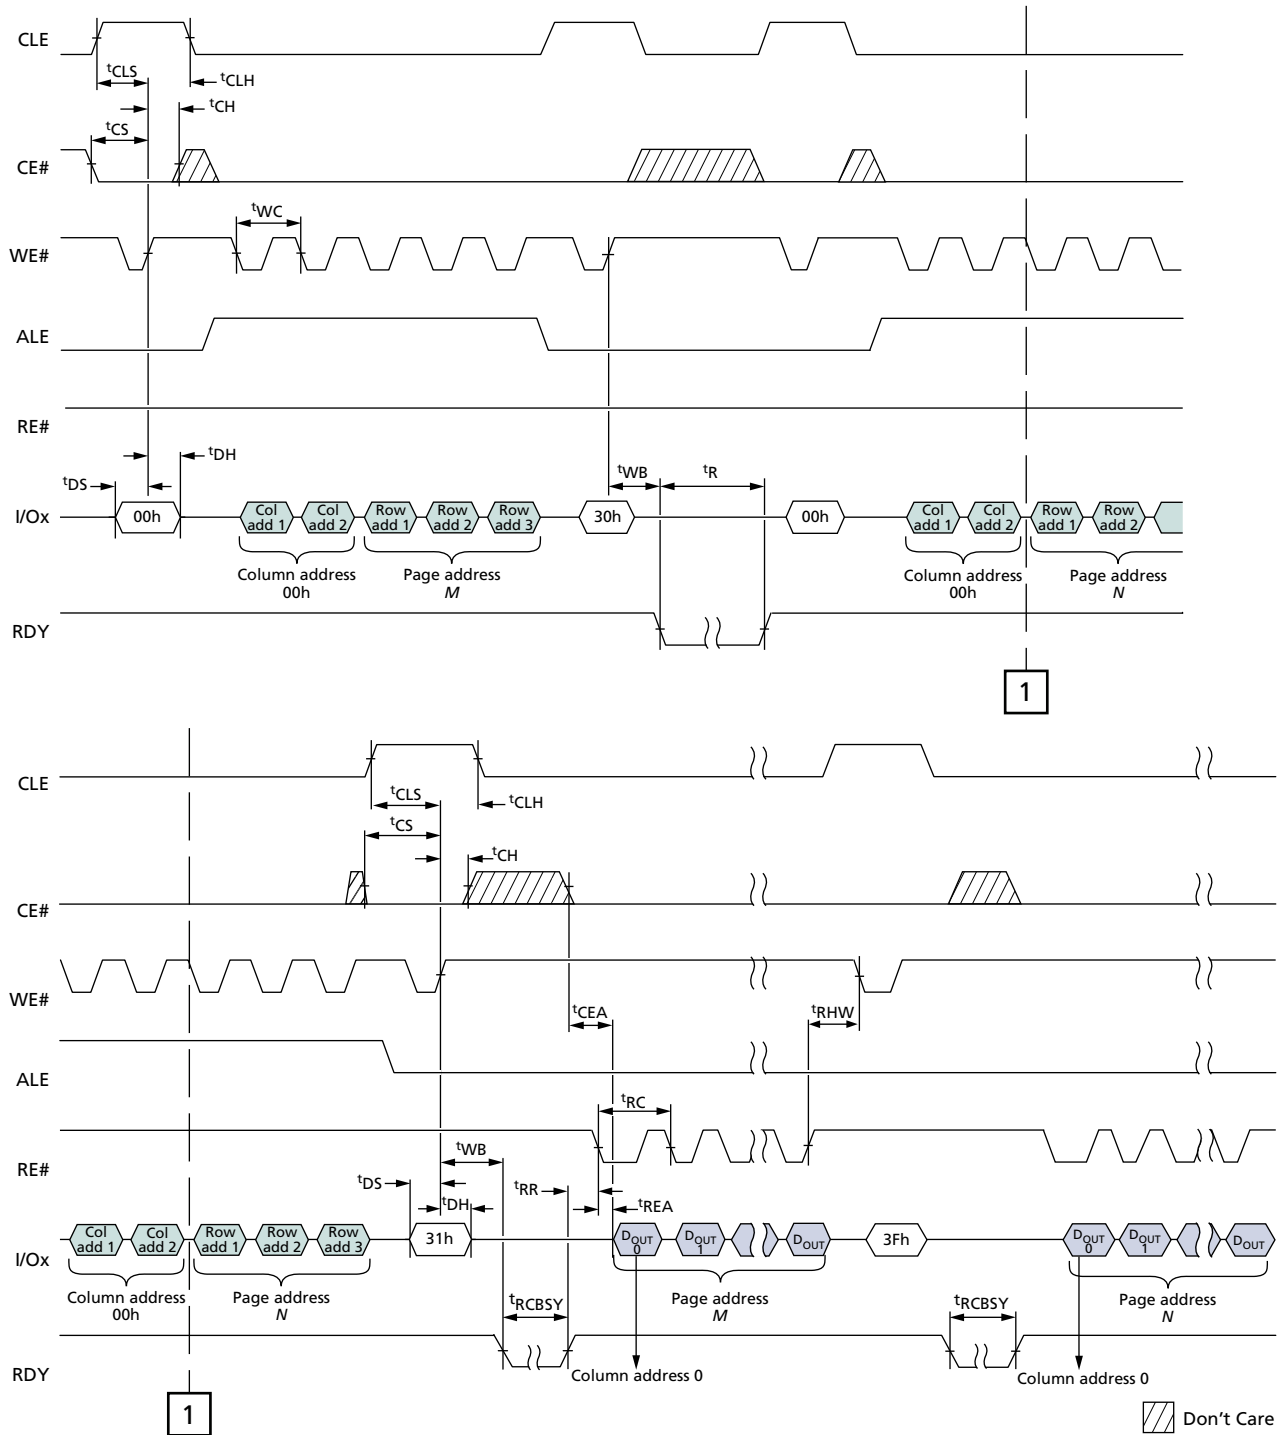 CLE
tCLS
tCLH
tCH
tCS
CE#
tWC
WE#
ALE
RE#
tDH
tWB
tR
tDS
I/Ox
00h
Col add 1
Col add 2
Row add 1
Row add 2
Row add 3
30h
00h
Col add 1
Col add 2
Row add 1
Row add 2
Column address 00h
Page address M
Column address 00h
Page address N
RDY
1
CLE
tCLS
tCLH
tCS
tCH
CE#
WE#
tCEA
tRHW
ALE
tRC
RE#
tWB
tDS
tRR
tDH
tREA
I/Ox
Col add 1
Col add 2
Row add 1
Row add 2
Row add 3
31h
DOUT 0
DOUT 1
DOUT
3Fh
DOUT 0
DOUT 1
DOUT
Column address 00h
Page address N
tRCBSY
Page address M
tRCBSY
Page address N
RDY
Column address 0
Column address 0
1
Don't Care